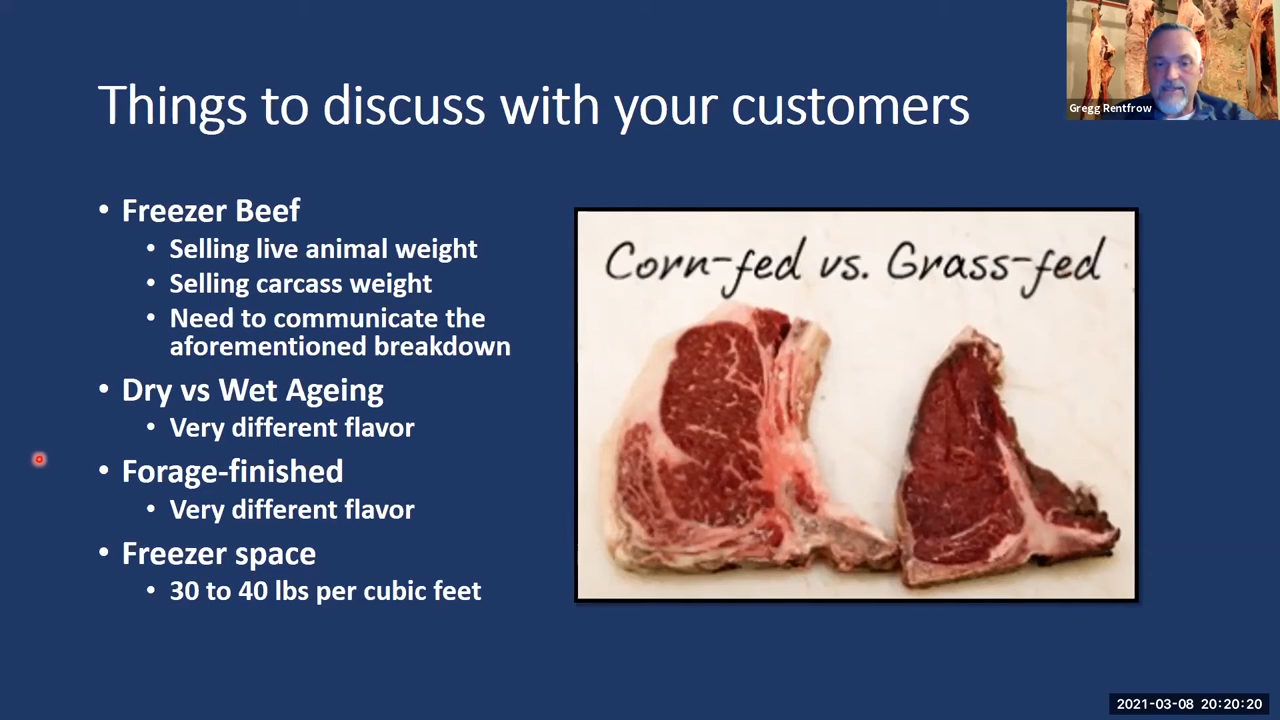 Things to discuss with your customers
Gregg Rentfrow
• Freezer Beef
• Selling live animal weight
• Selling carcass weight
• Need to communicate the
aforementioned breakdown
• Dry vs Wet Ageing
• Very different flavor
• Forage-finished
• Very different flavor
• Freezer space
• 30 to 40 lbs per cubic feet
Corn-fed vs. Grass-fed
2021-03-08 20:20:20